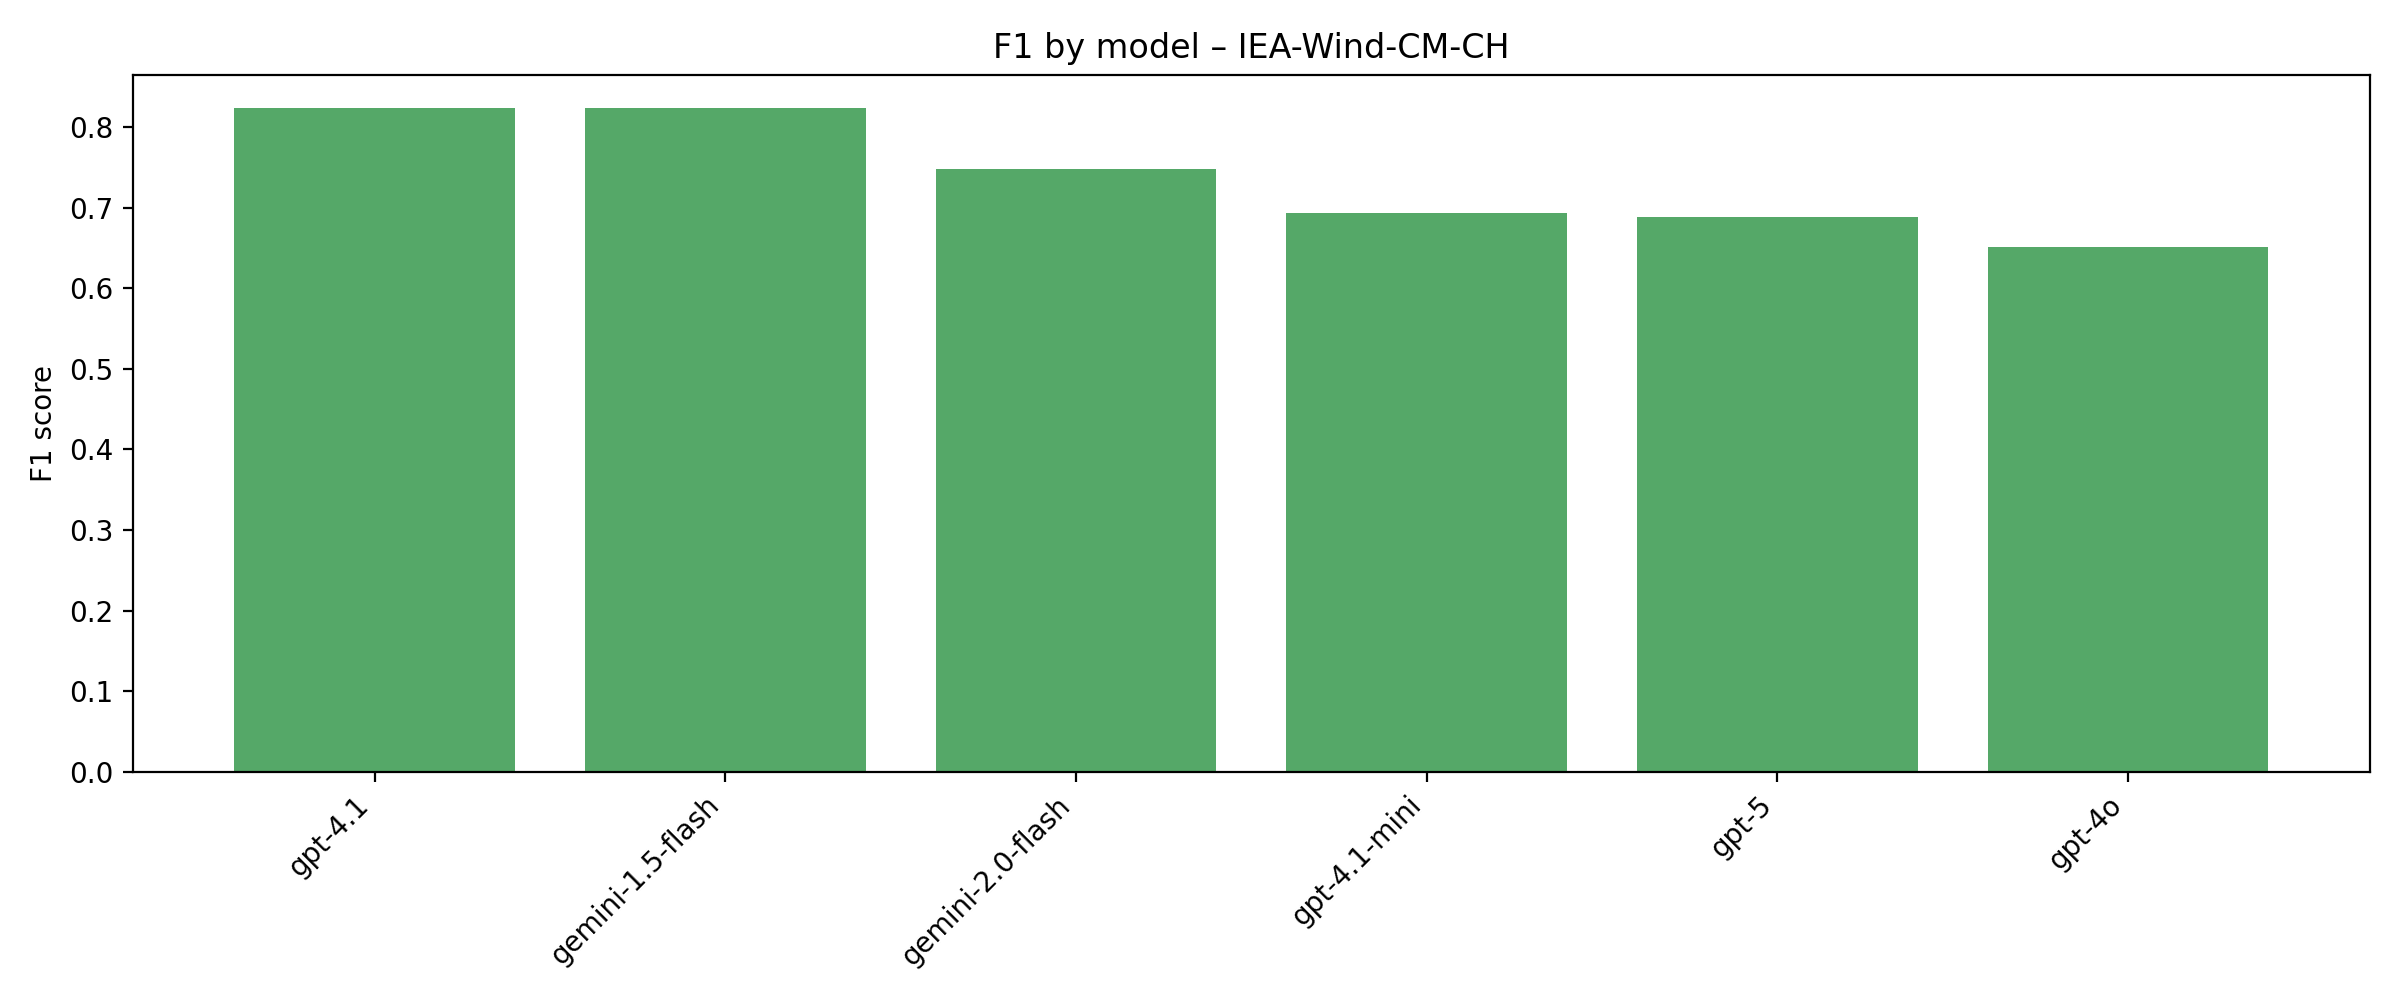 F1 by model – IEA-Wind-CM-CH
F1 score
0.8
0.7
0.6
0.5
0.4
0.3
0.2
0.1
0.0
gpt-4.1
gemini-1.5-flash
gemini-2.0-flash
gpt-4.1-mini
gpt-5
gpt-4o